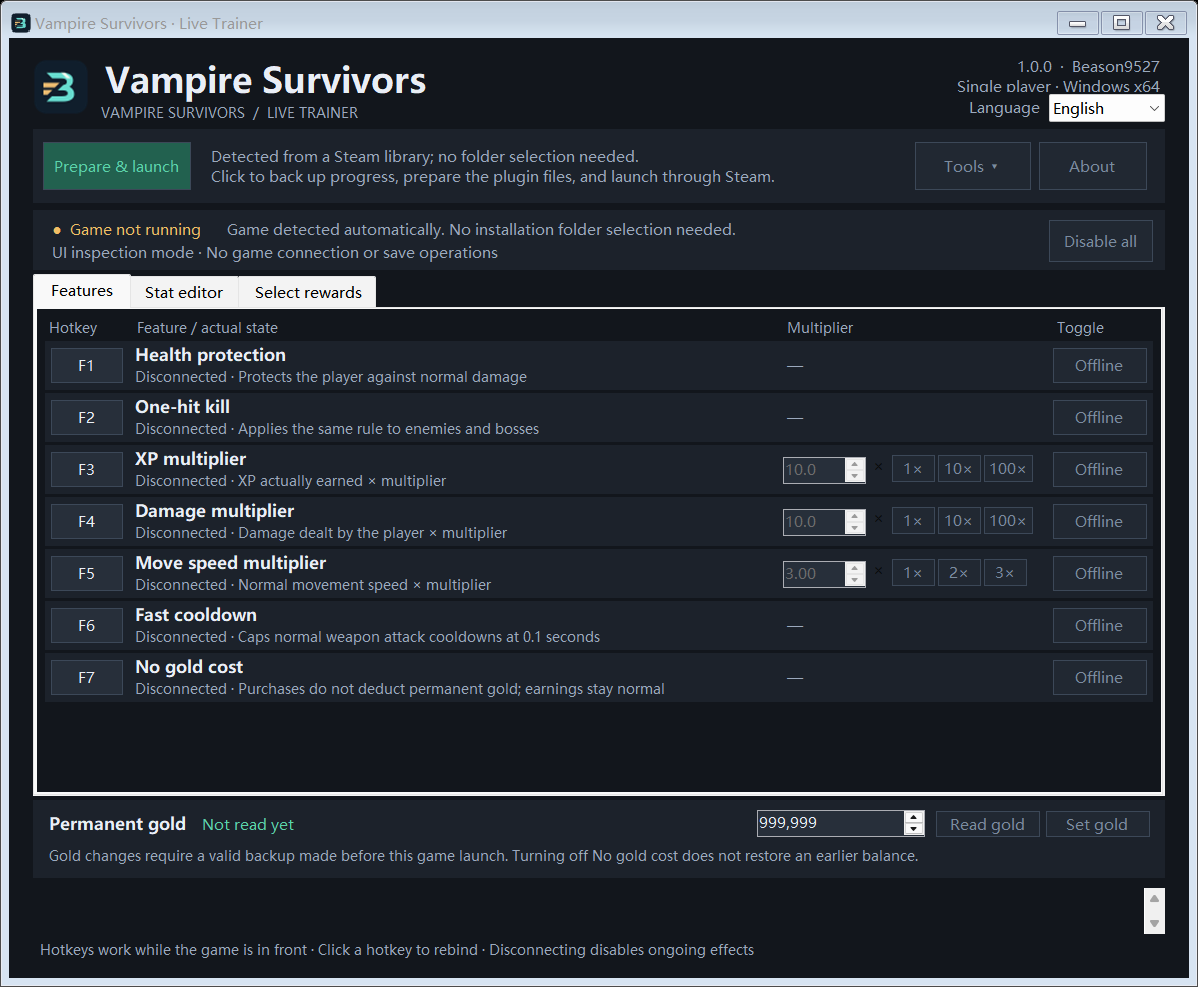 Vampire Survivors · Live Trainer
Vampire Survivors
VAMPIRE SURVIVORS / LIVE TRAINER
1.0.0 · Beason9527
Single player · Windows x64
Language English
Prepare & launch
Detected from a Steam library; no folder selection needed.
Click to back up progress, prepare the plugin files, and launch through Steam.
Tools ▾
About
● Game not running Game detected automatically. No installation folder selection needed.
UI inspection mode · No game connection or save operations
Disable all
Features Stat editor Select rewards
Hotkey Feature / actual state Multiplier Toggle
F1 Health protection — Offline
Disconnected · Protects the player against normal damage
F2 One-hit kill — Offline
Disconnected · Applies the same rule to enemies and bosses
F3 XP multiplier 10.0 × 1× 10× 100× Offline
Disconnected · XP actually earned × multiplier
F4 Damage multiplier 10.0 × 1× 10× 100× Offline
Disconnected · Damage dealt by the player × multiplier
F5 Move speed multiplier 3.00 × 1× 2× 3× Offline
Disconnected · Normal movement speed × multiplier
F6 Fast cooldown — Offline
Disconnected · Caps normal weapon attack cooldowns at 0.1 seconds
F7 No gold cost — Offline
Disconnected · Purchases do not deduct permanent gold; earnings stay normal
Permanent gold Not read yet 999,999 Read gold Set gold
Gold changes require a valid backup made before this game launch. Turning off No gold cost does not restore an earlier balance.
Hotkeys work while the game is in front · Click a hotkey to rebind · Disconnecting disables ongoing effects